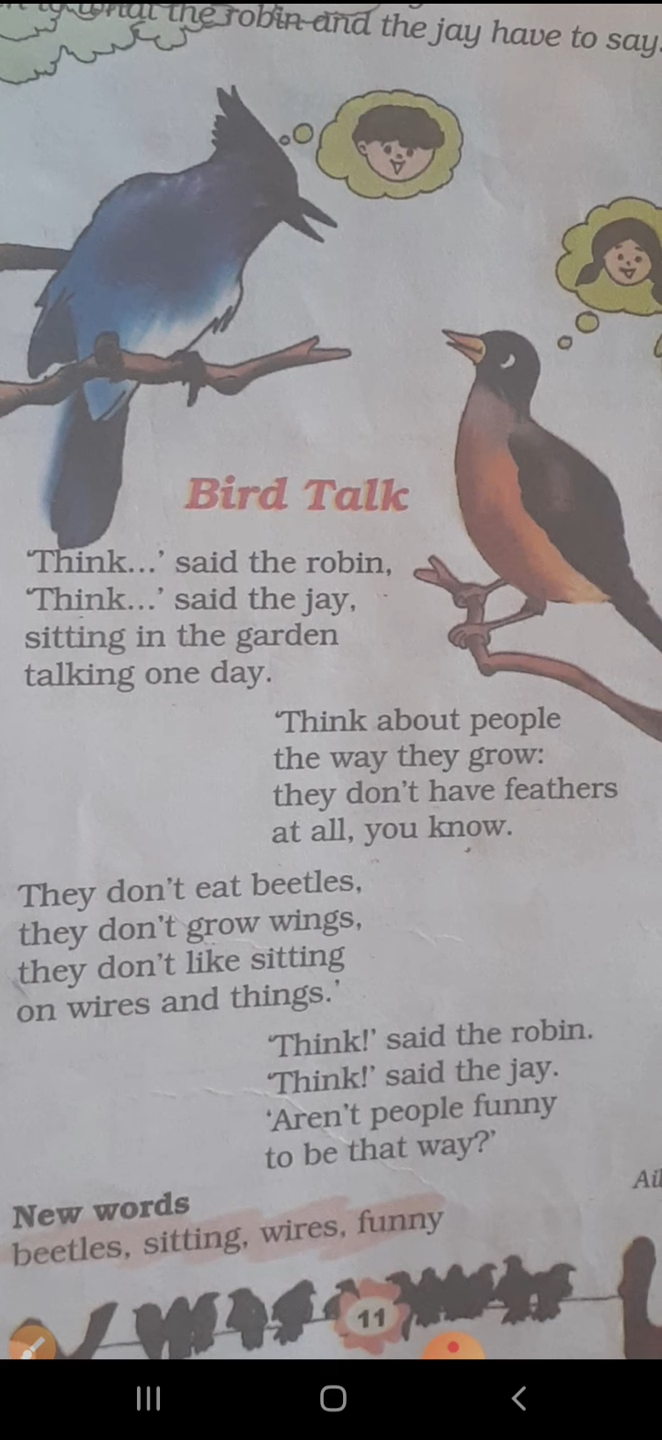 what the robin and the jay have to say.
Bird Talk
‘Think...’ said the robin,
‘Think...’ said the jay,
sitting in the garden
talking one day.
‘Think about people
the way they grow:
they don’t have feathers
at all, you know.
They don’t eat beetles,
they don’t grow wings,
they don’t like sitting
on wires and things.’
‘Think!’ said the robin.
‘Think!’ said the jay.
‘Aren’t people funny
to be that way?’
New words
beetles, sitting, wires, funny
11